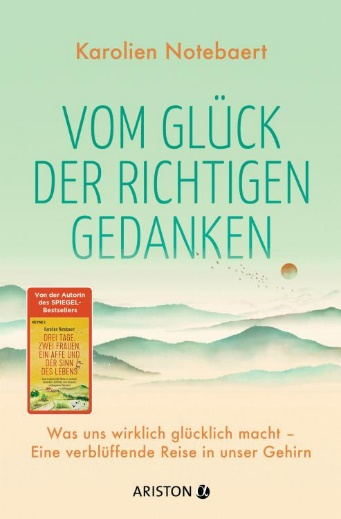 Karolien Notebaert
VOM GLÜCK
DER RICHTIGEN
GEDANKEN
Von der Autorin
des SPIEGEL-
Bestsellers
HEYNE
Karolien Notebaert
DREI TAGE,
ZWEI FRAUEN,
EIN AFFE UND
DER SINN
DES LEBENS
Was uns wirklich glücklich macht –
Eine verblüffende Reise in unser Gehirn
ARISTON